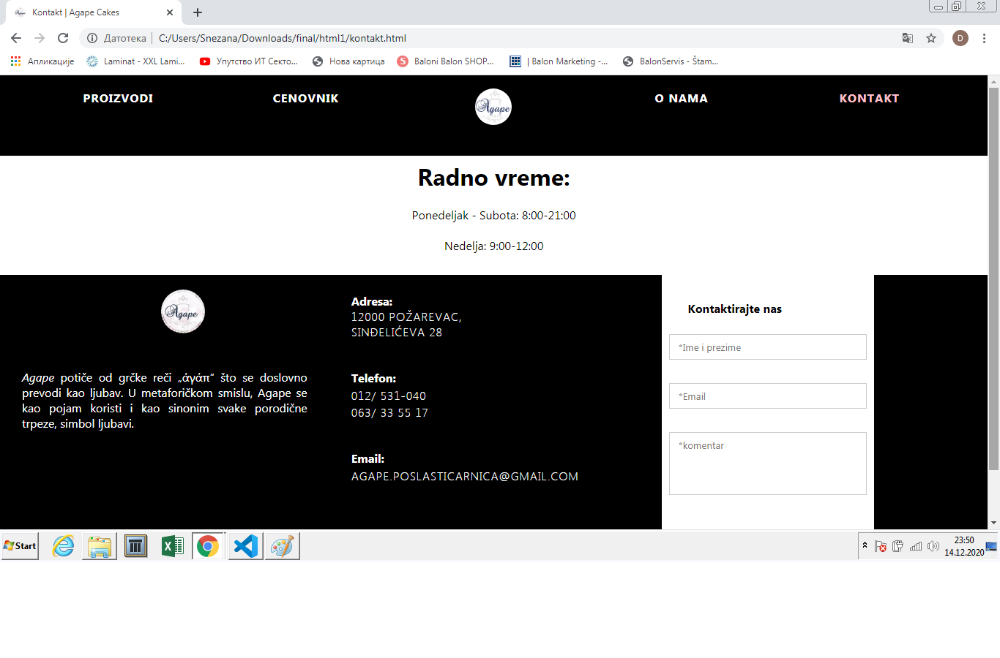 Kontakt | Agape Cakes
Датотека | C:/Users/Snezana/Downloads/final/html1/kontakt.html
D
Апликације
Laminat - XXL Lami...
Упутство ИТ Секто...
Нова картица
S
Baloni Balon SHOP...
| Balon Marketing -...
BalonServis - Štam...
PROIZVODI
CENOVNIK
Agape
O NAMA
KONTAKT
Radno vreme:
Ponedeljak - Subota: 8:00-21:00
Nedelja: 9:00-12:00
Agape
Agape potiče od grčke reči „ἀγάπ“ što se doslovno
prevodi kao ljubav. U metaforičkom smislu, Agape se
kao pojam koristi i kao sinonim svake porodične
trpeze, simbol ljubavi.
Adresa:
12000 POŽAREVAC,
SINĐELIĆEVA 28
Telefon:
012/ 531-040
063/ 33 55 17
Email:
AGAPE.POSLASTICARNICA@GMAIL.COM
Kontaktirajte nas
*Ime i prezime
*Email
*komentar
Start
23:50
14.12.2020